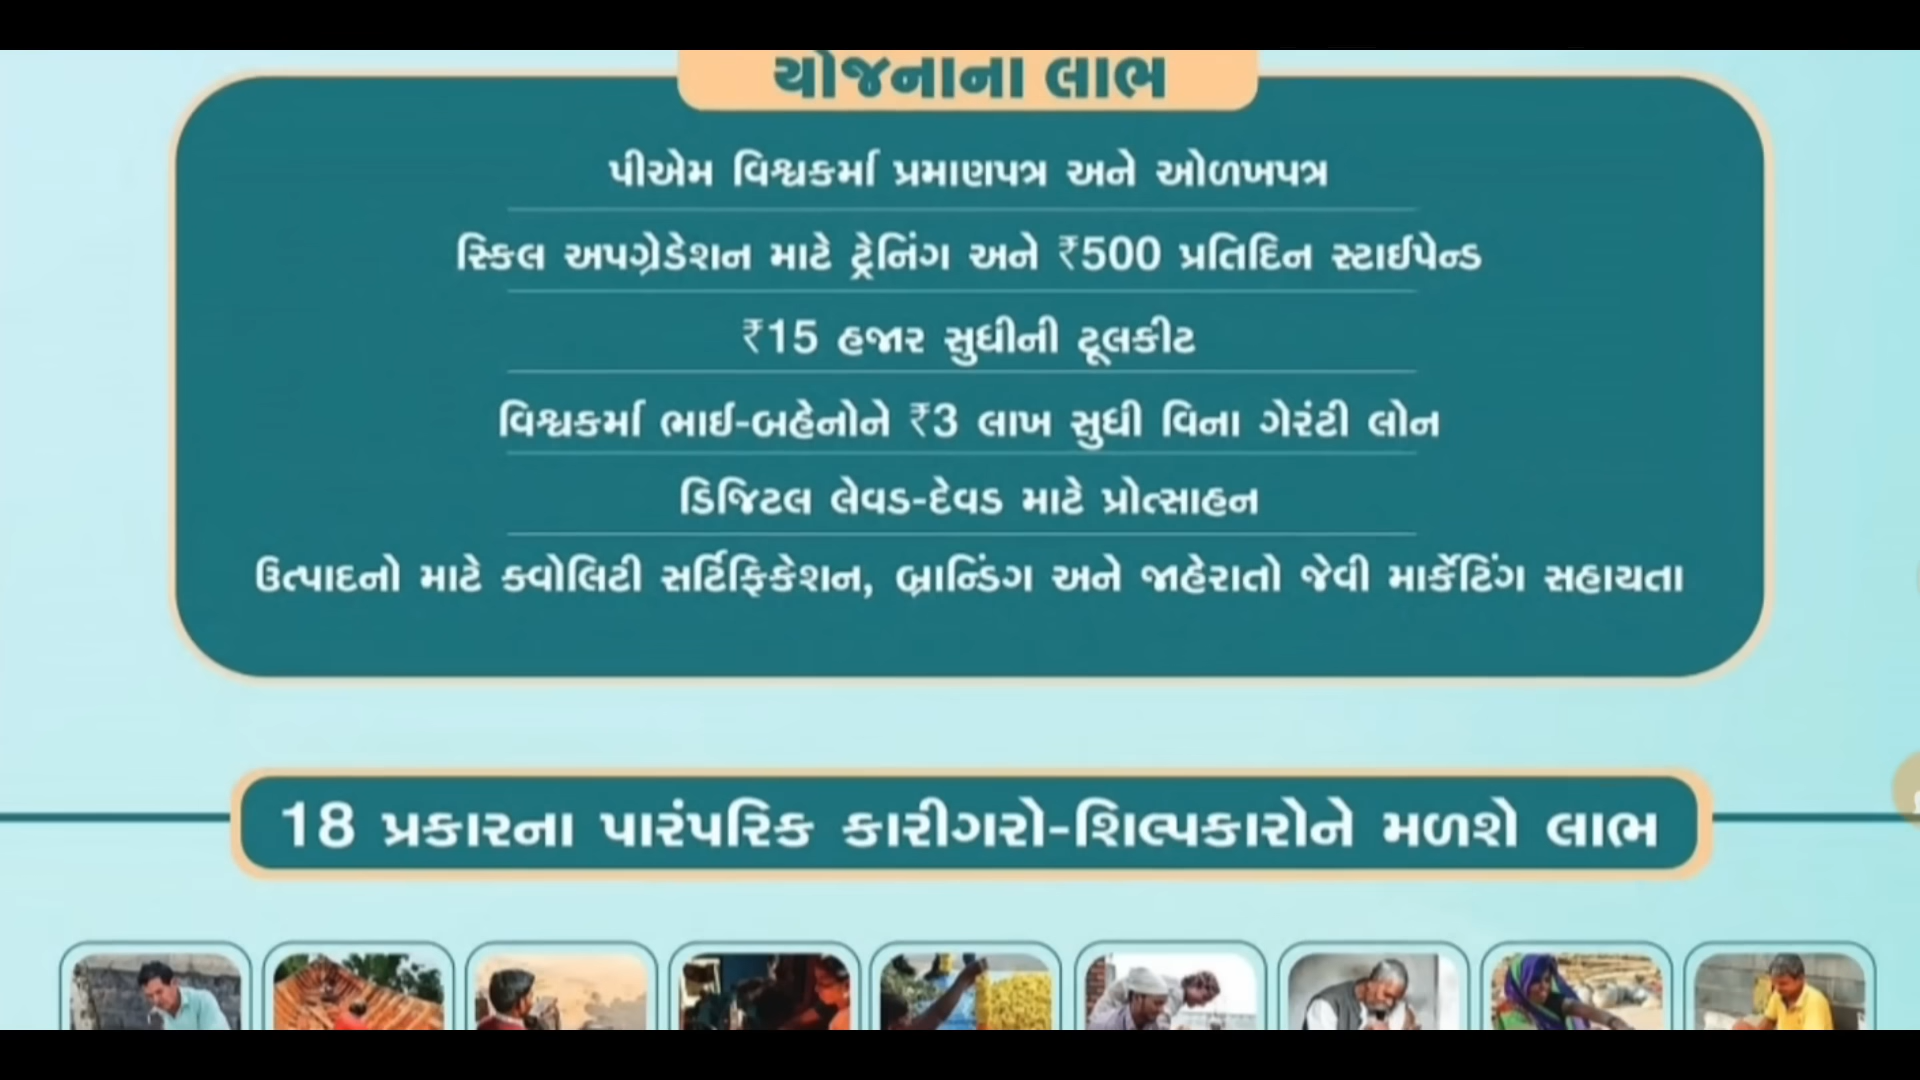 યોજનાના લાભ
પીએમ વિશ્વકર્મા પ્રમાણપત્ર અને ઓળખપત્ર
સ્કિલ અપગ્રેડેશન માટે ટ્રેનિંગ અને ₹500 પ્રતિદિન સ્ટાઈપેન્ડ
₹15 હજાર સુધીની ટૂલકીટ
વિશ્વકર્મા ભાઈ-બહેનોને ₹3 લાખ સુધી વિના ગેરંટી લોન
ડિજિટલ લેવડ-દેવડ માટે પ્રોત્સાહન
ઉત્પાદનો માટે ક્વોલિટી સર્ટિફિકેશન, બ્રાન્ડિંગ અને જાહેરાતો જેવી માર્કેટિંગ સહાયતા
18 પ્રકારના પારંપરિક કારીગરો-શિલ્પકારોને મળશે લાભ